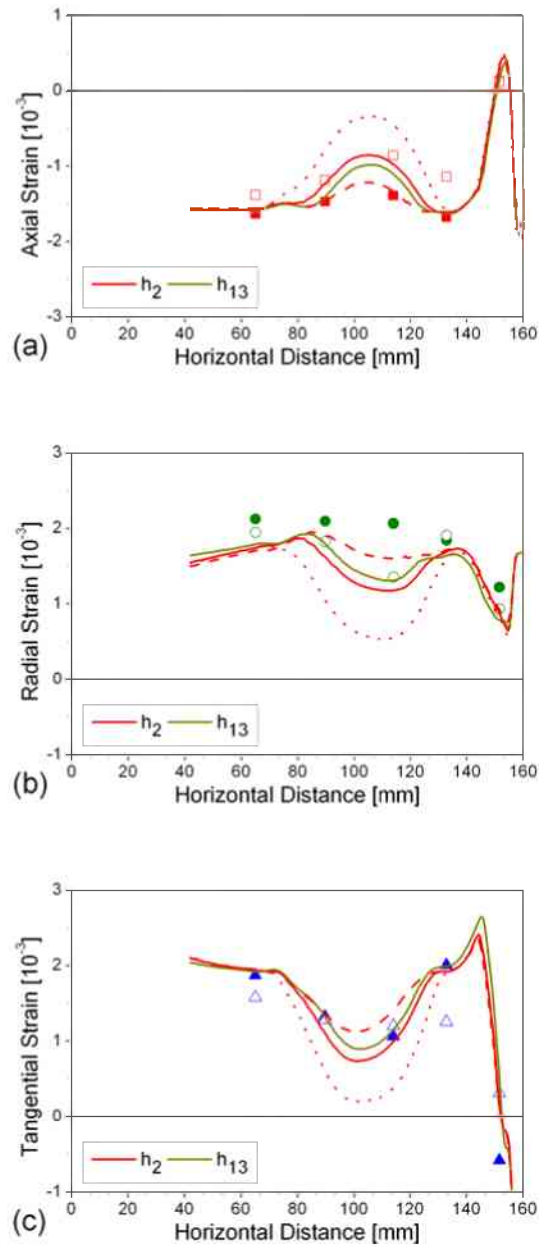 1
0
-1
-2
-3
Axial Strain [10⁻³]
h₂ h₁₃
0 20 40 60 80 100 120 140 160
Horizontal Distance [mm]
(a)
3
2
1
0
-1
Radial Strain [10⁻³]
h₂ h₁₃
0 20 40 60 80 100 120 140 160
Horizontal Distance [mm]
(b)
3
2
1
0
-1
Tangential Strain [10⁻³]
h₂ h₁₃
0 20 40 60 80 100 120 140 160
Horizontal Distance [mm]
(c)